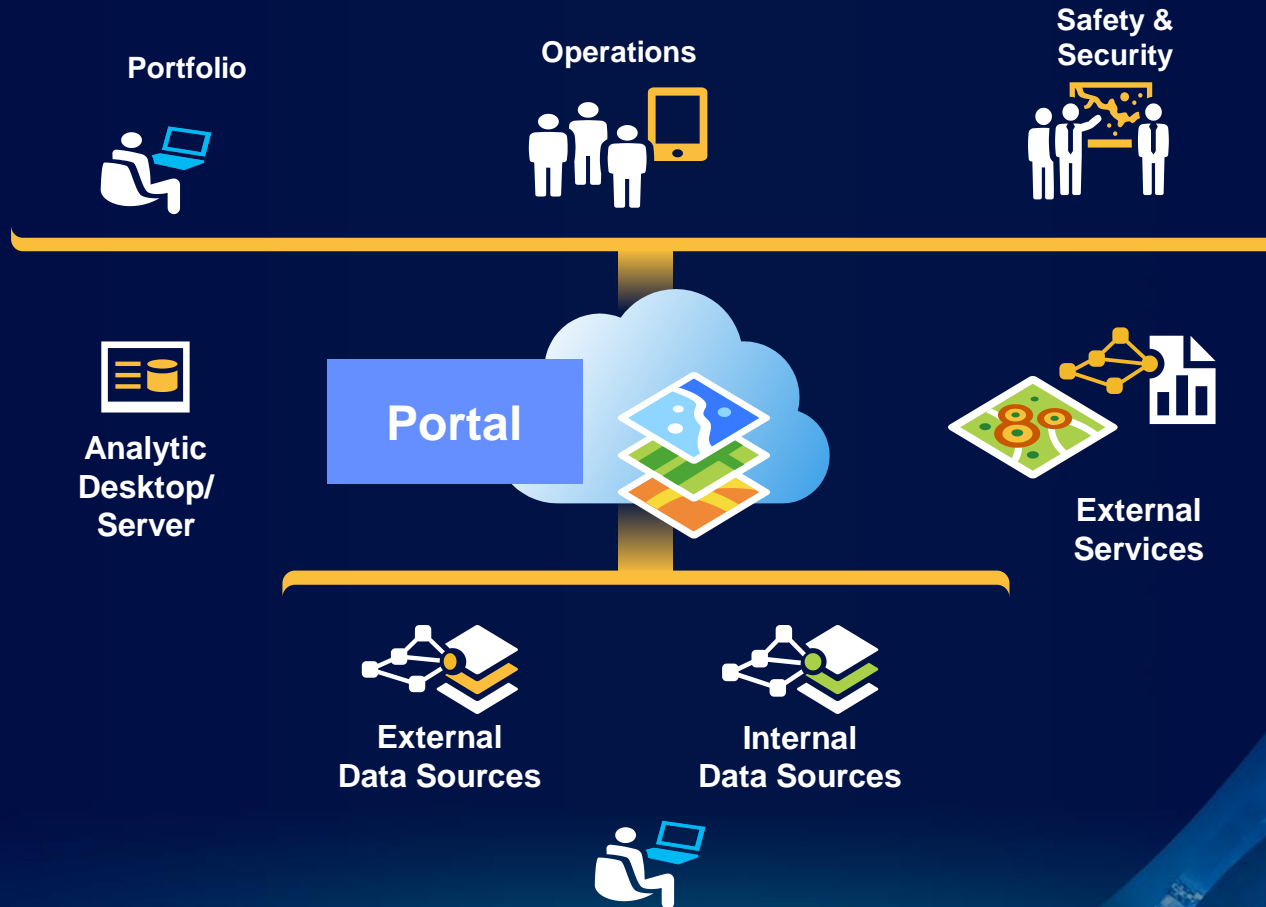 Portfolio
Operations
Safety &
Security
Portal
Analytic
Desktop/
Server
External
Services
External
Data Sources
Internal
Data Sources